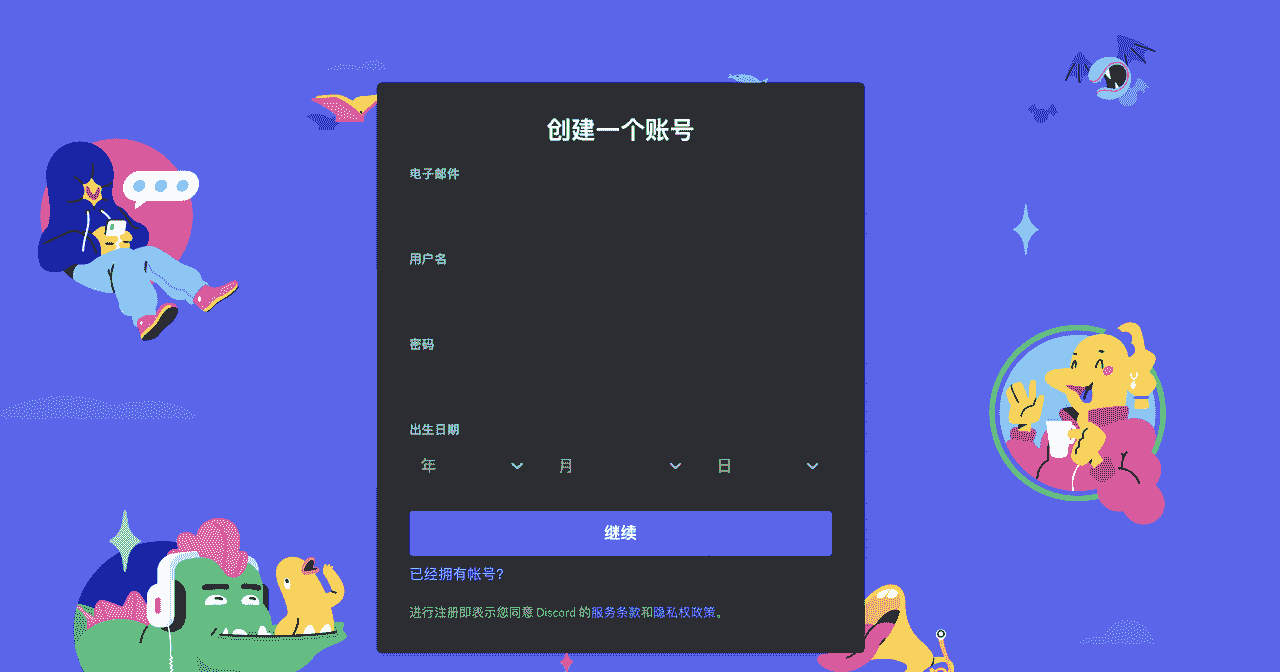 创建一个账号
电子邮件
用户名
密码
出生日期
年 月 日
继续
已经拥有帐号?
进行注册即表示您同意 Discord 的服务条款和隐私权政策。